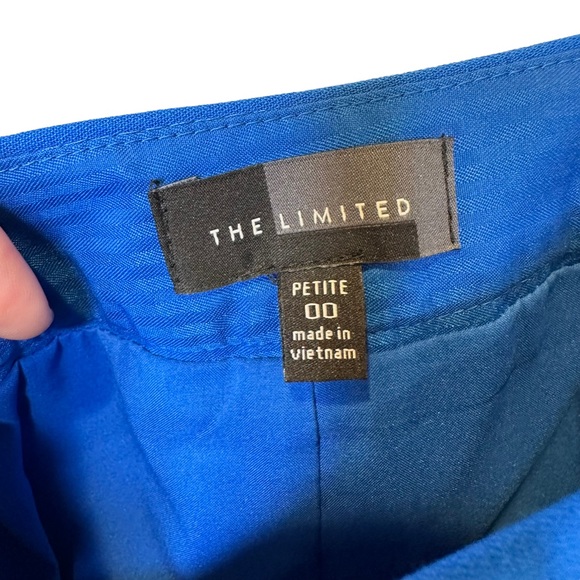 THE LIMITED
PETITE
00
made in
vietnam